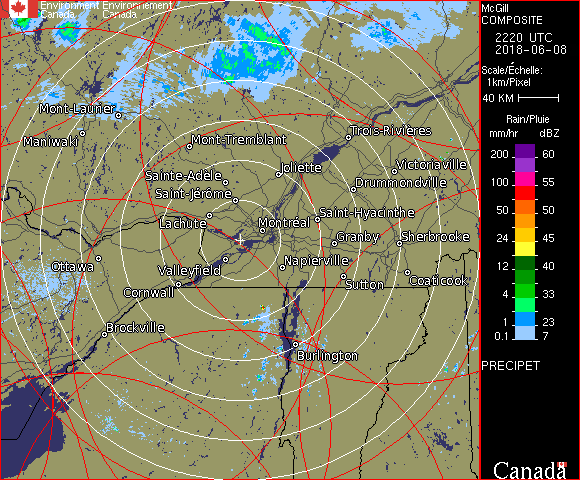 Environment Environnement
Canada Canada
McGill
COMPOSITE
2220 UTC
2018-06-08
Scale/Échelle:
1km/Pixel
40 KM
Rain/Pluie
mm/hr dBZ
200 60
150 57
100 55
50 50
24 45
12 40
4 33
1 23
0.1 7
PRECIPET
Canada
Mont-Laurier
Maniwaki
Mont-Tremblant
Trois-Rivières
Sainte-Adèle
Joliette
Victoriaville
Saint-Jérôme
Drummondville
Lachute
Montréal
Saint-Hyacinthe
Granby
Sherbrooke
Ottawa
Valleyfield
Napierville
Cornwall
Sutton
Coaticook
Brockville
Burlington